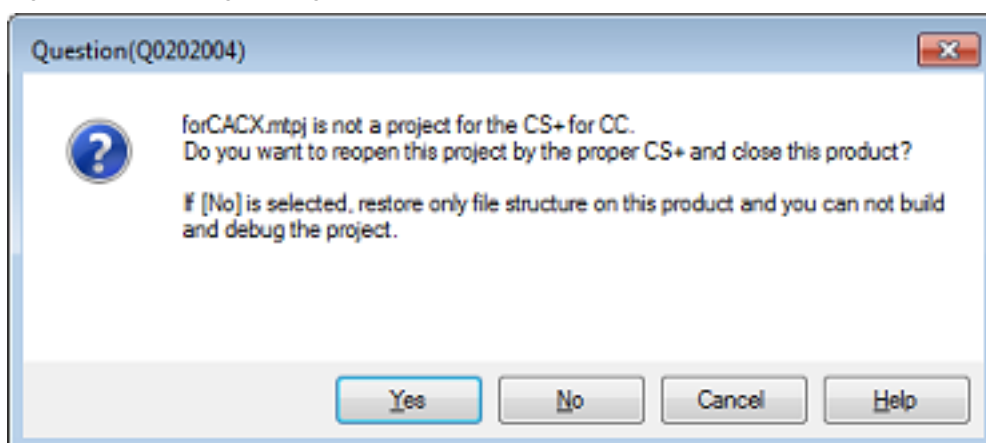 Question(Q0202004)
forCACX.mtpj is not a project for the CS+ for CC.
Do you want to reopen this project by the proper CS+ and close this product?
If [No] is selected, restore only file structure on this product and you can not build
and debug the project.
Yes No Cancel Help